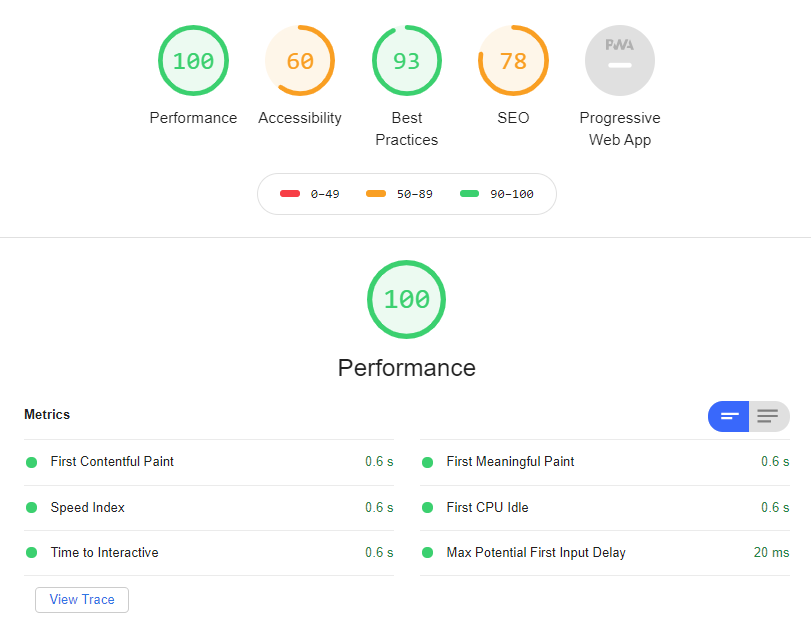 100 60 93 78 PWA
Performance Accessibility Best SEO Progressive
Practices Web App
0–49 50–89 90–100
100
Performance
Metrics
First Contentful Paint 0.6 s First Meaningful Paint 0.6 s
Speed Index 0.6 s First CPU Idle 0.6 s
Time to Interactive 0.6 s Max Potential First Input Delay 20 ms
View Trace